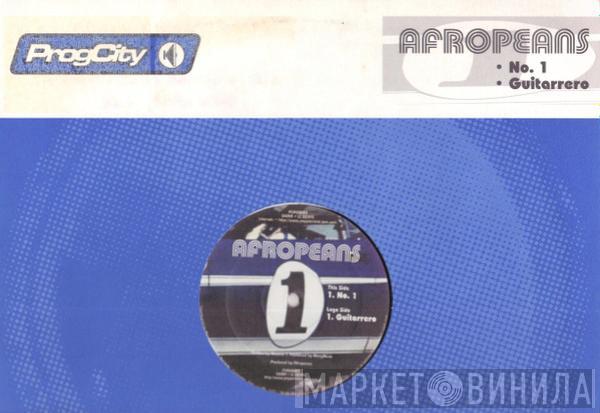 ProgCity
AFROPEANS
• No. 1
• Guitarrero
AFROPEANS
1
This Side
1. No. 1
Logo Side
1. Guitarrero
МАРКЕТ ВИНИЛА